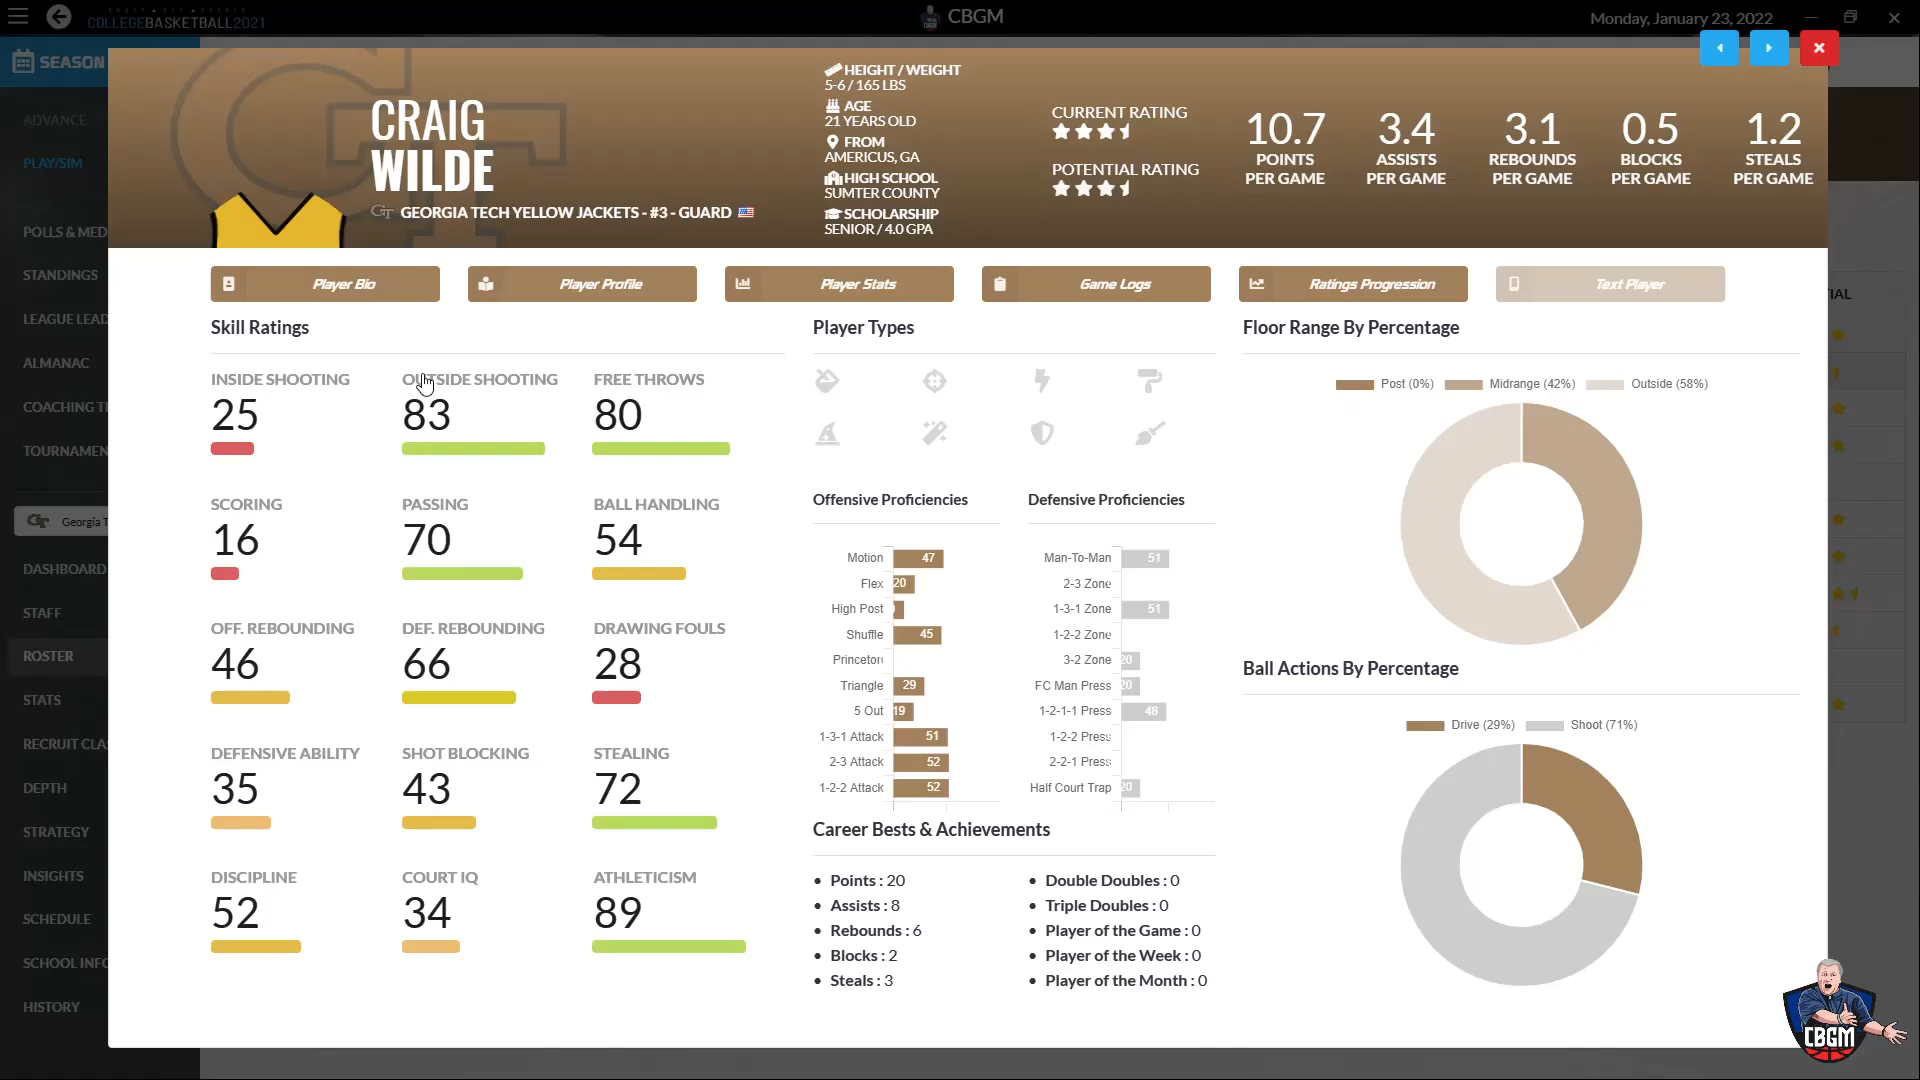 COLLEGEBASKETBALL2021
CBGM
Monday, January 23, 2022
SEASON
ADVANCE
PLAY/SIM
POLLS & MED
STANDINGS
LEAGUE LEAD
ALMANAC
COACHING T
TOURNAMEN
Georgia T
DASHBOARD
STAFF
ROSTER
STATS
RECRUIT CLA
DEPTH
STRATEGY
INSIGHTS
SCHEDULE
SCHOOL INFO
HISTORY
CRAIG
WILDE
GT GEORGIA TECH YELLOW JACKETS - #3 - GUARD
HEIGHT / WEIGHT
5-6 / 165 LBS
AGE
21 YEARS OLD
FROM
AMERICUS, GA
HIGH SCHOOL
SUMTER COUNTY
SCHOLARSHIP
SENIOR / 4.0 GPA
CURRENT RATING
POTENTIAL RATING
10.7 3.4 3.1 0.5 1.2
POINTS ASSISTS REBOUNDS BLOCKS STEALS
PER GAME PER GAME PER GAME PER GAME PER GAME
Player Bio Player Profile Player Stats Game Logs Ratings Progression Text Player
IAL
Skill Ratings
INSIDE SHOOTING OUTSIDE SHOOTING FREE THROWS
25 83 80
SCORING PASSING BALL HANDLING
16 70 54
OFF. REBOUNDING DEF. REBOUNDING DRAWING FOULS
46 66 28
DEFENSIVE ABILITY SHOT BLOCKING STEALING
35 43 72
DISCIPLINE COURT IQ ATHLETICISM
52 34 89
Player Types
Offensive Proficiencies
Motion 47
Flex 20
High Post
Shuffle 45
Princeton
Triangle 29
5 Out 19
1-3-1 Attack 51
2-3 Attack 52
1-2-2 Attack 52
Defensive Proficiencies
Man-To-Man 51
2-3 Zone
1-3-1 Zone 51
1-2-2 Zone
3-2 Zone 20
FC Man Press 20
1-2-1-1 Press 48
1-2-2 Press
2-2-1 Press
Half Court Trap 20
Career Bests & Achievements
Points : 20
Assists : 8
Rebounds : 6
Blocks : 2
Steals : 3
Double Doubles : 0
Triple Doubles : 0
Player of the Game : 0
Player of the Week : 0
Player of the Month : 0
Floor Range By Percentage
Post (0%) Midrange (42%) Outside (58%)
Ball Actions By Percentage
Drive (29%) Shoot (71%)
CBGM